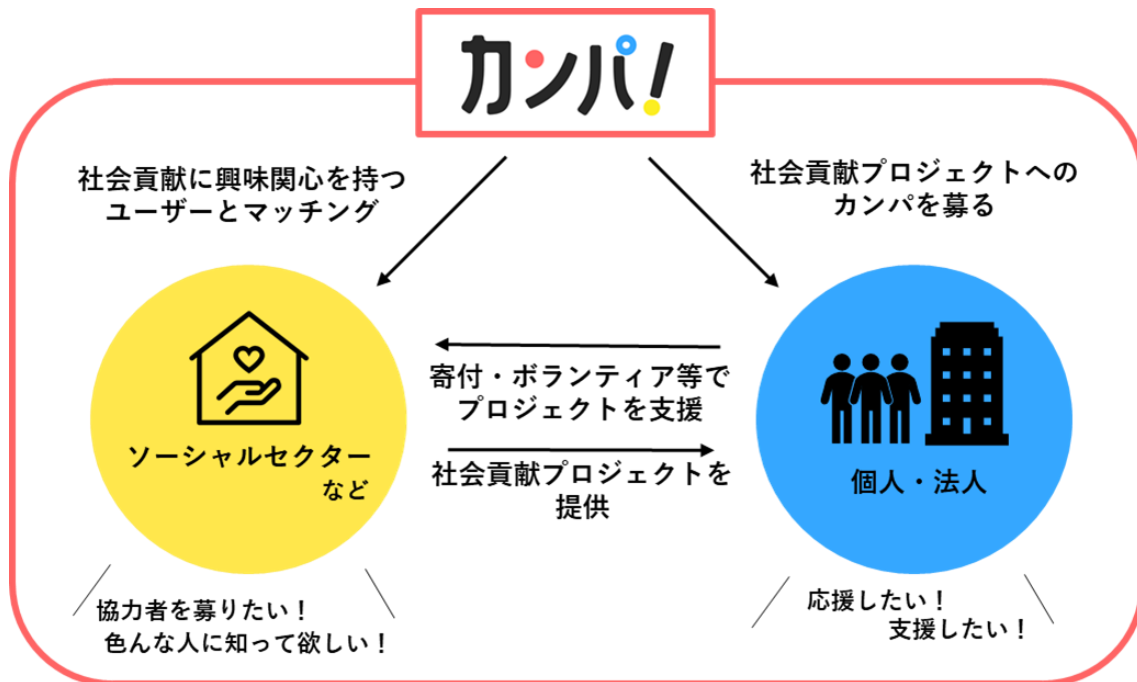 カンパ!
社会貢献に興味関心を持つ
ユーザーとマッチング
社会貢献プロジェクトへの
カンパを募る
寄付・ボランティア等で
プロジェクトを支援
社会貢献プロジェクトを
提供
ソーシャルセクター
など
個人・法人
協力者を募りたい！
色んな人に知って欲しい！
応援したい！
支援したい！